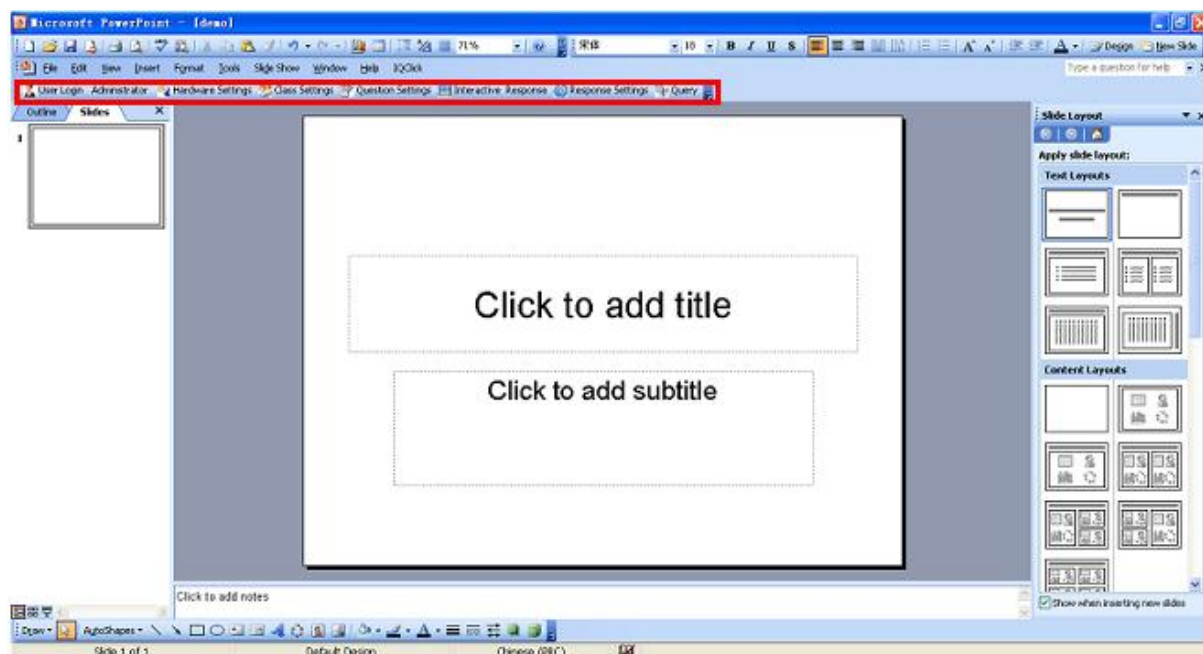 Microsoft PowerPoint - [demo]
71% 宋体 18 B I U S Design New Slide
File Edit View Insert Format Tools Slide Show Window Help IQClick Type a question for help
User Login Administrator Hardware Settings Class Settings Question Settings Interactive Response Response Settings Query
Outline Slides Slide Layout
1
Apply slide layout:
Text Layouts
Click to add title
Content Layouts
Click to add subtitle
Click to add notes
Show when inserting new slides
Draw AutoShapes
Slide 1 of 1 Default Design Chinese (PRC)